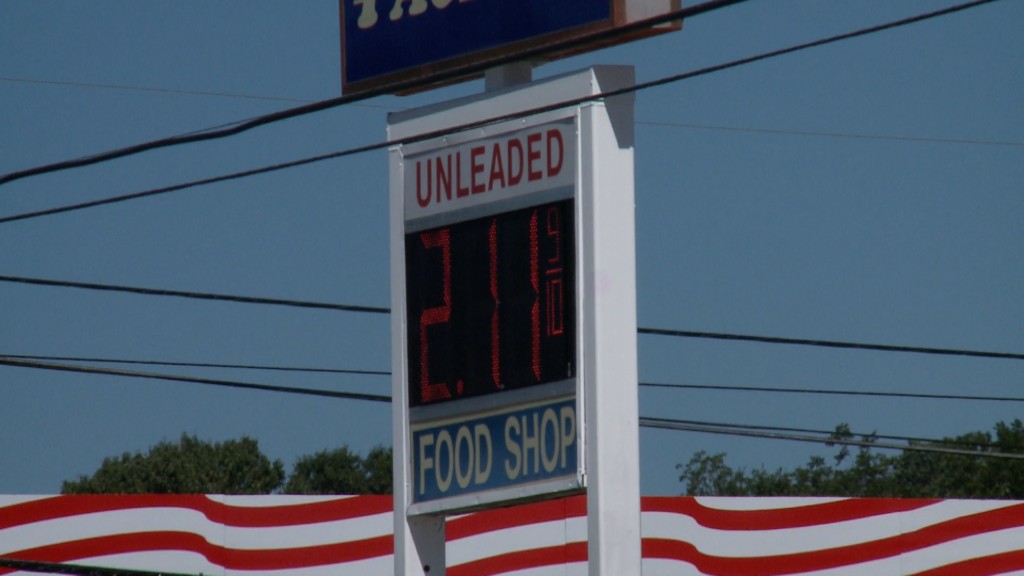 UNLEADED
2.11 9/10
FOOD SHOP